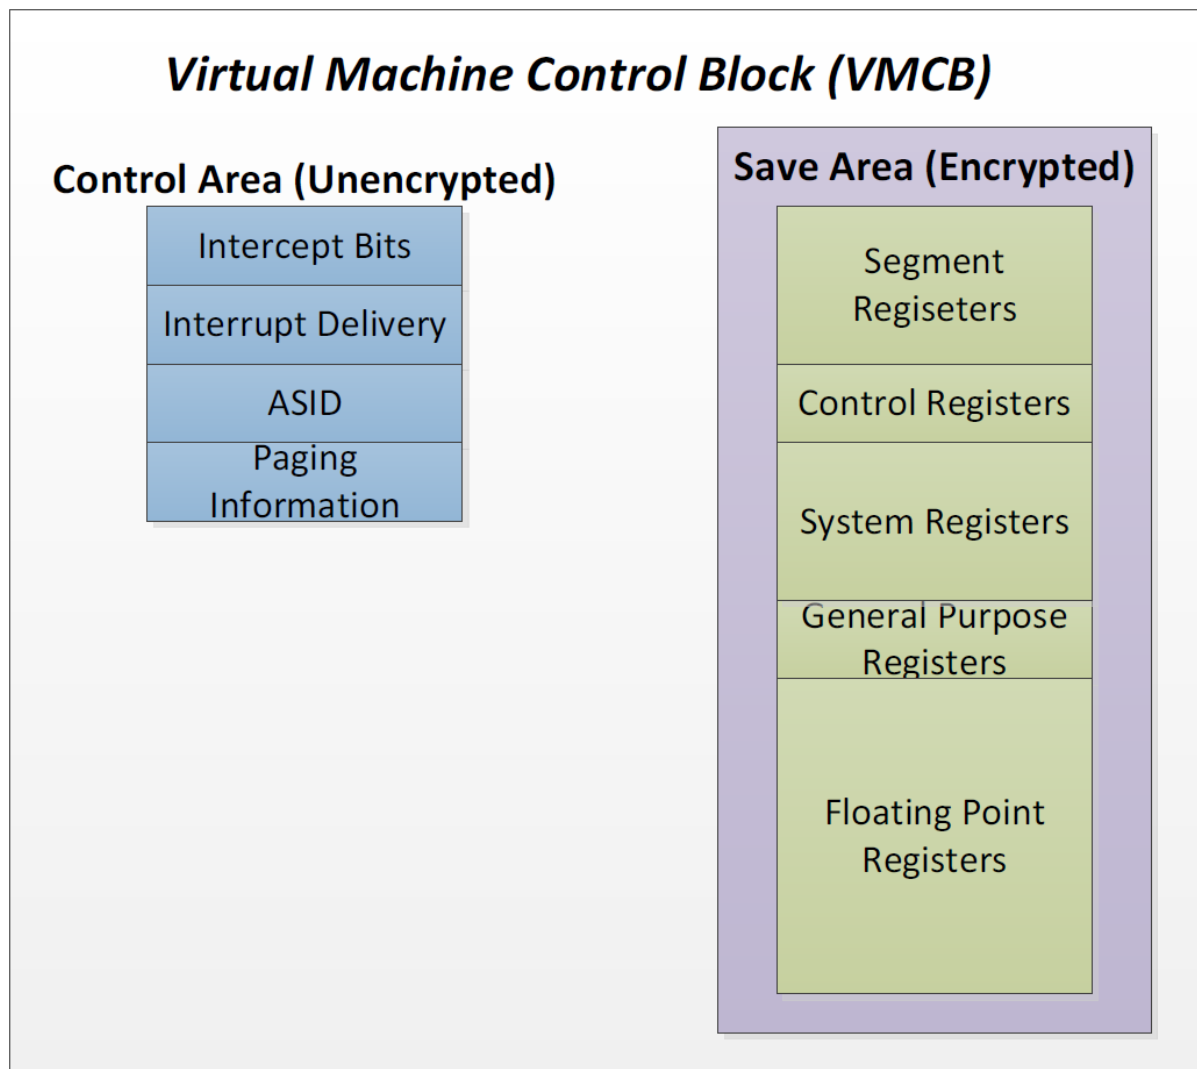 Virtual Machine Control Block (VMCB)
Control Area (Unencrypted)
Intercept Bits
Interrupt Delivery
ASID
Paging
Information
Save Area (Encrypted)
Segment
Regiseters
Control Registers
System Registers
General Purpose
Registers
Floating Point
Registers